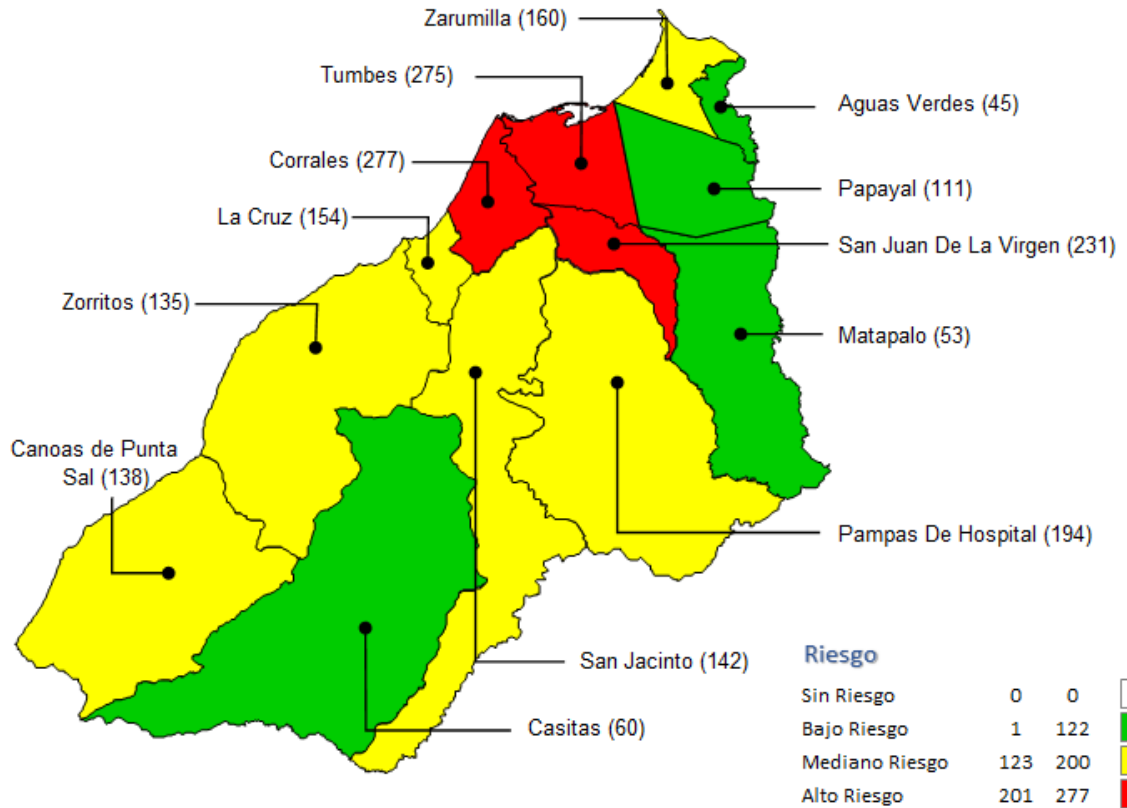 Zarumilla (160)
Tumbes (275)
Aguas Verdes (45)
Corrales (277)
Papayal (111)
La Cruz (154)
San Juan De La Virgen (231)
Zorritos (135)
Matapalo (53)
Canoas de Punta
Sal (138)
Pampas De Hospital (194)
San Jacinto (142)
Casitas (60)
Riesgo
Sin Riesgo 0 0
Bajo Riesgo 1 122
Mediano Riesgo 123 200
Alto Riesgo 201 277